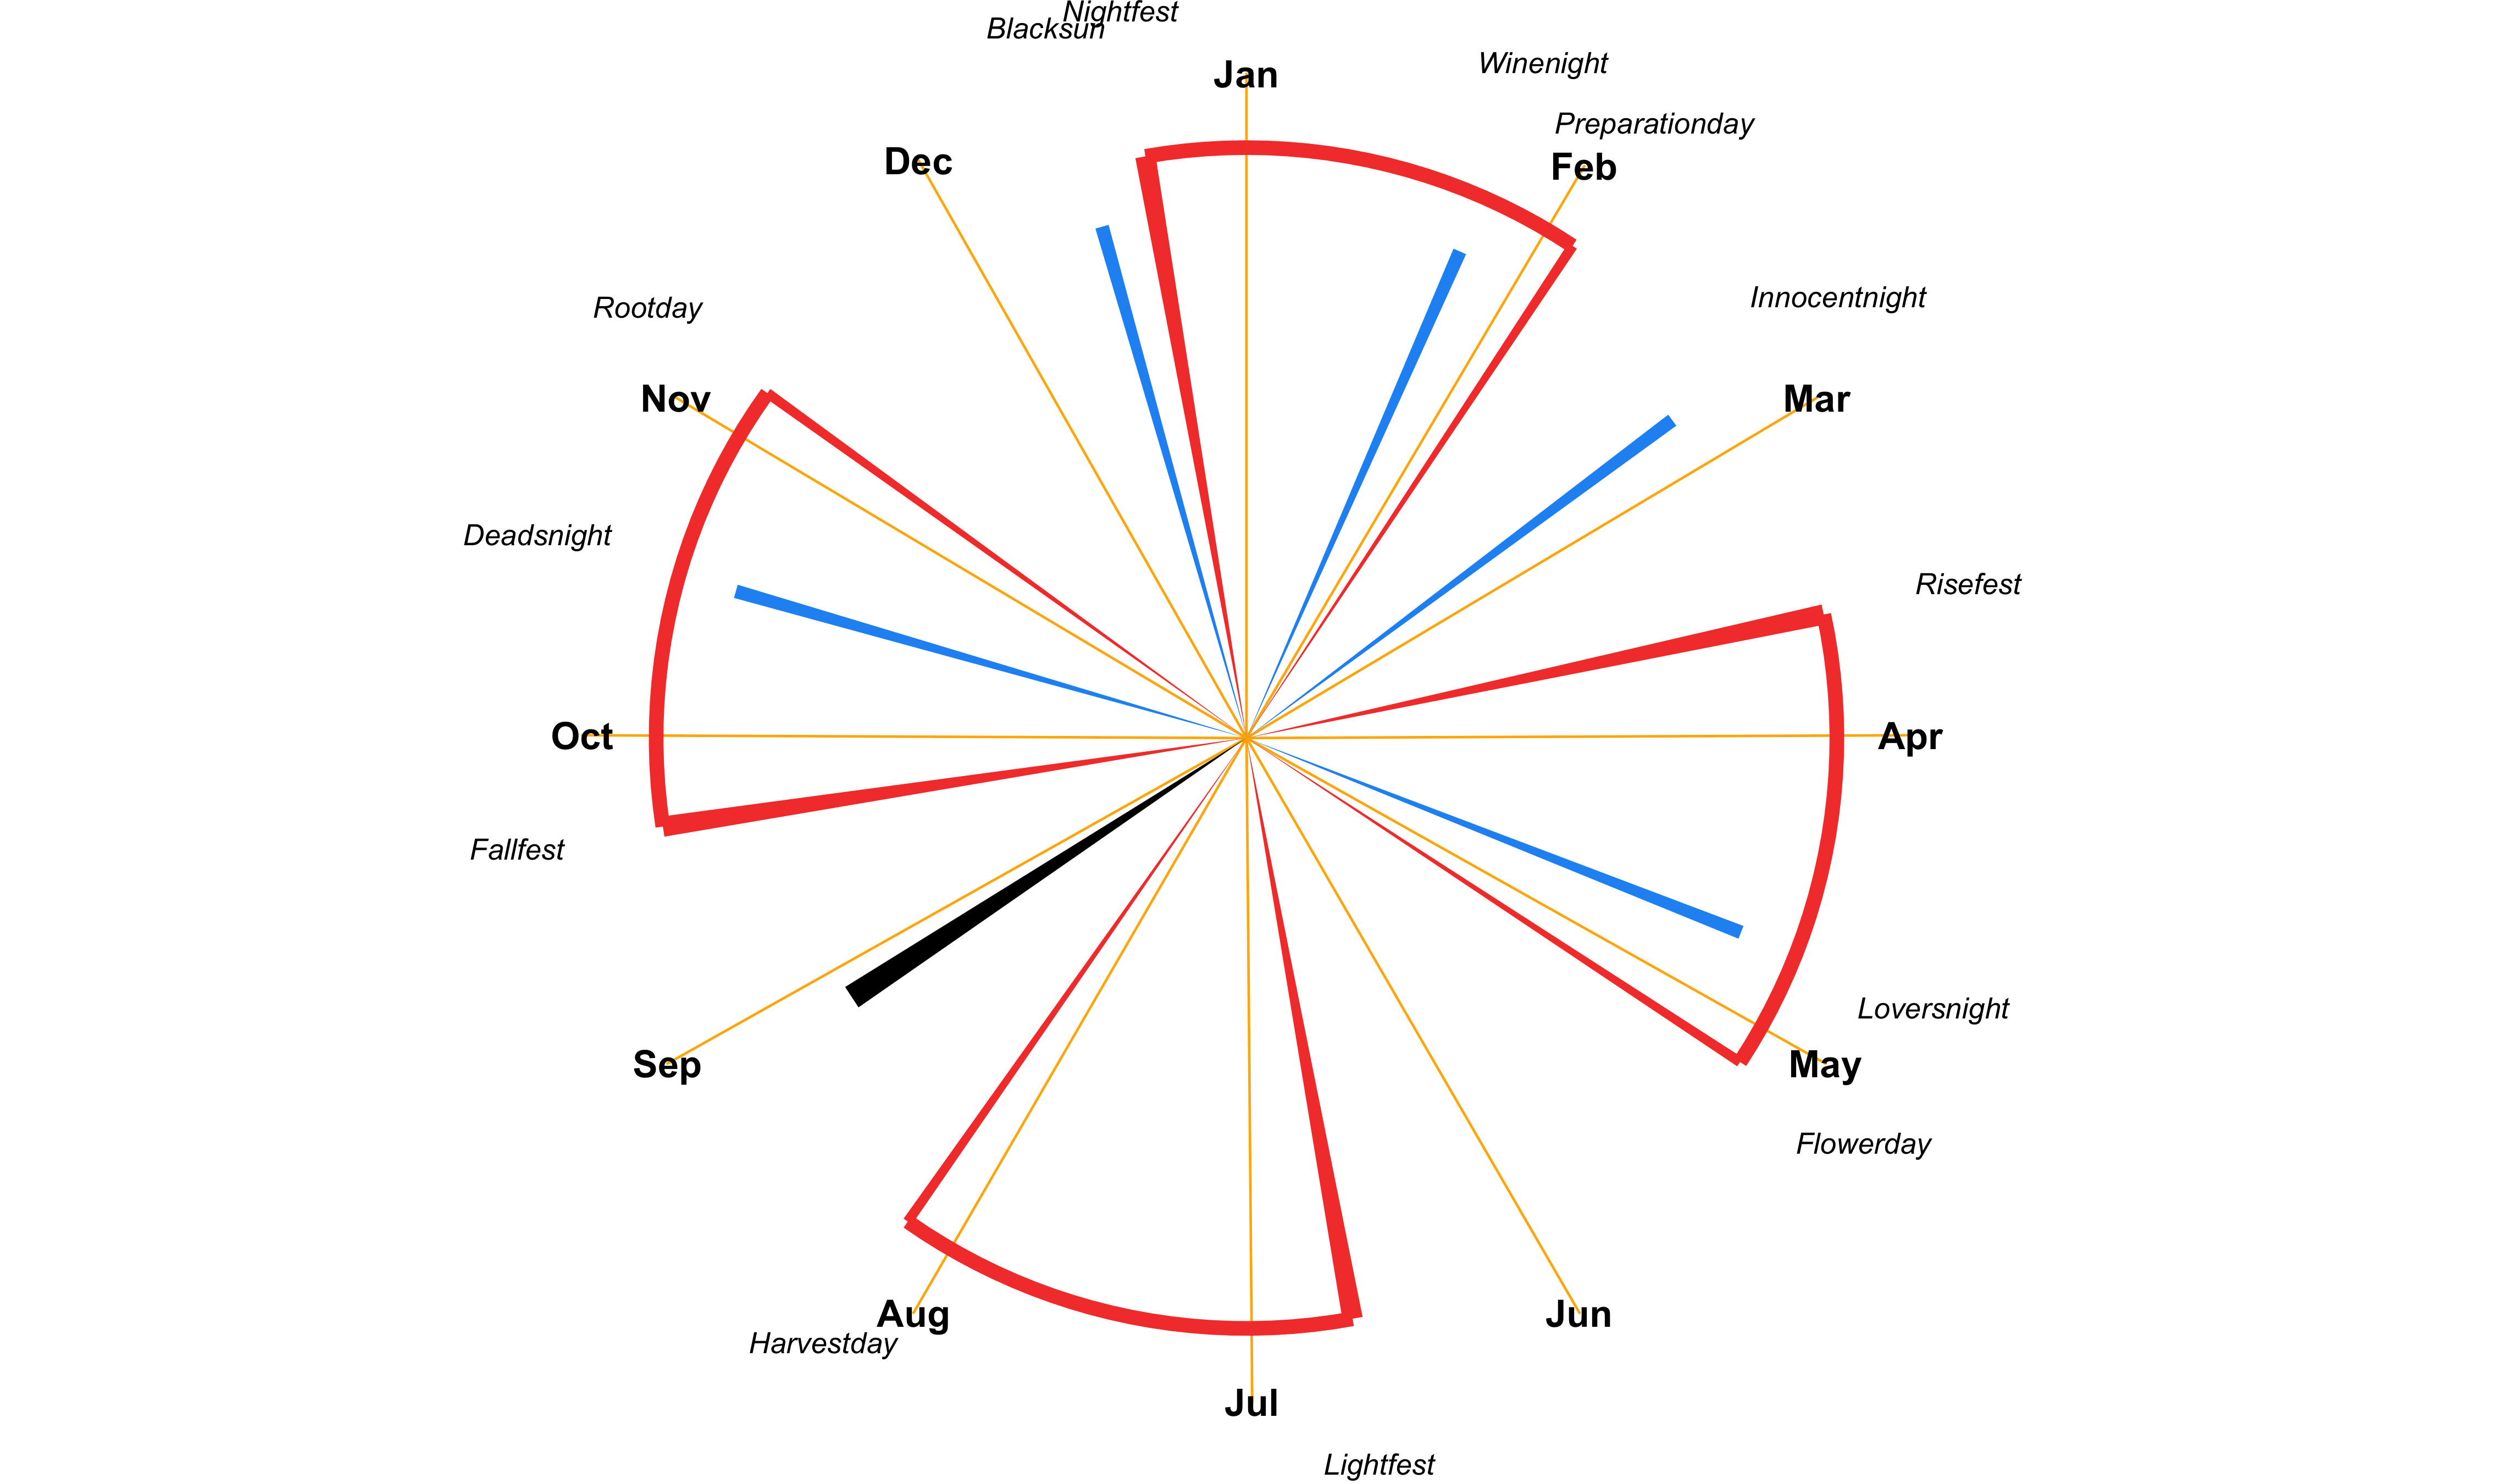 Nightfest
Blacksun
Jan
Winenight
Preparationday
Dec
Feb
Innocentnight
Rootday
Nov
Mar
Deadsnight
Risefest
Oct
Apr
Fallfest
Loversnight
Sep
May
Flowerday
Aug
Jun
Harvestday
Jul
Lightfest